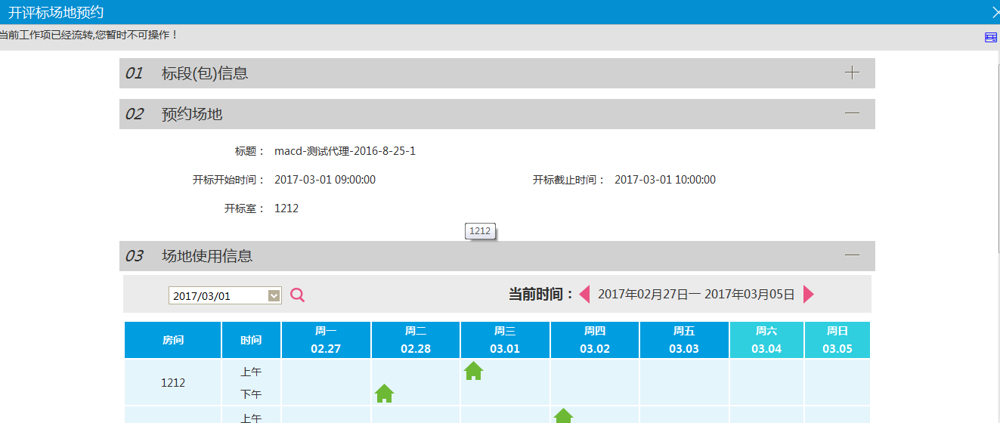 开评标场地预约
当前工作项已经流转,您暂时不可操作！
01 标段(包)信息
02 预约场地
标题： macd-测试代理-2016-8-25-1
开标开始时间： 2017-03-01 09:00:00 开标截止时间： 2017-03-01 10:00:00
开标室： 1212
1212
03 场地使用信息
2017/03/01 当前时间： 2017年02月27日一 2017年03月05日
房间 时间 周一 周二 周三 周四 周五 周六 周日
02.27 02.28 03.01 03.02 03.03 03.04 03.05
上午
1212
下午
上午